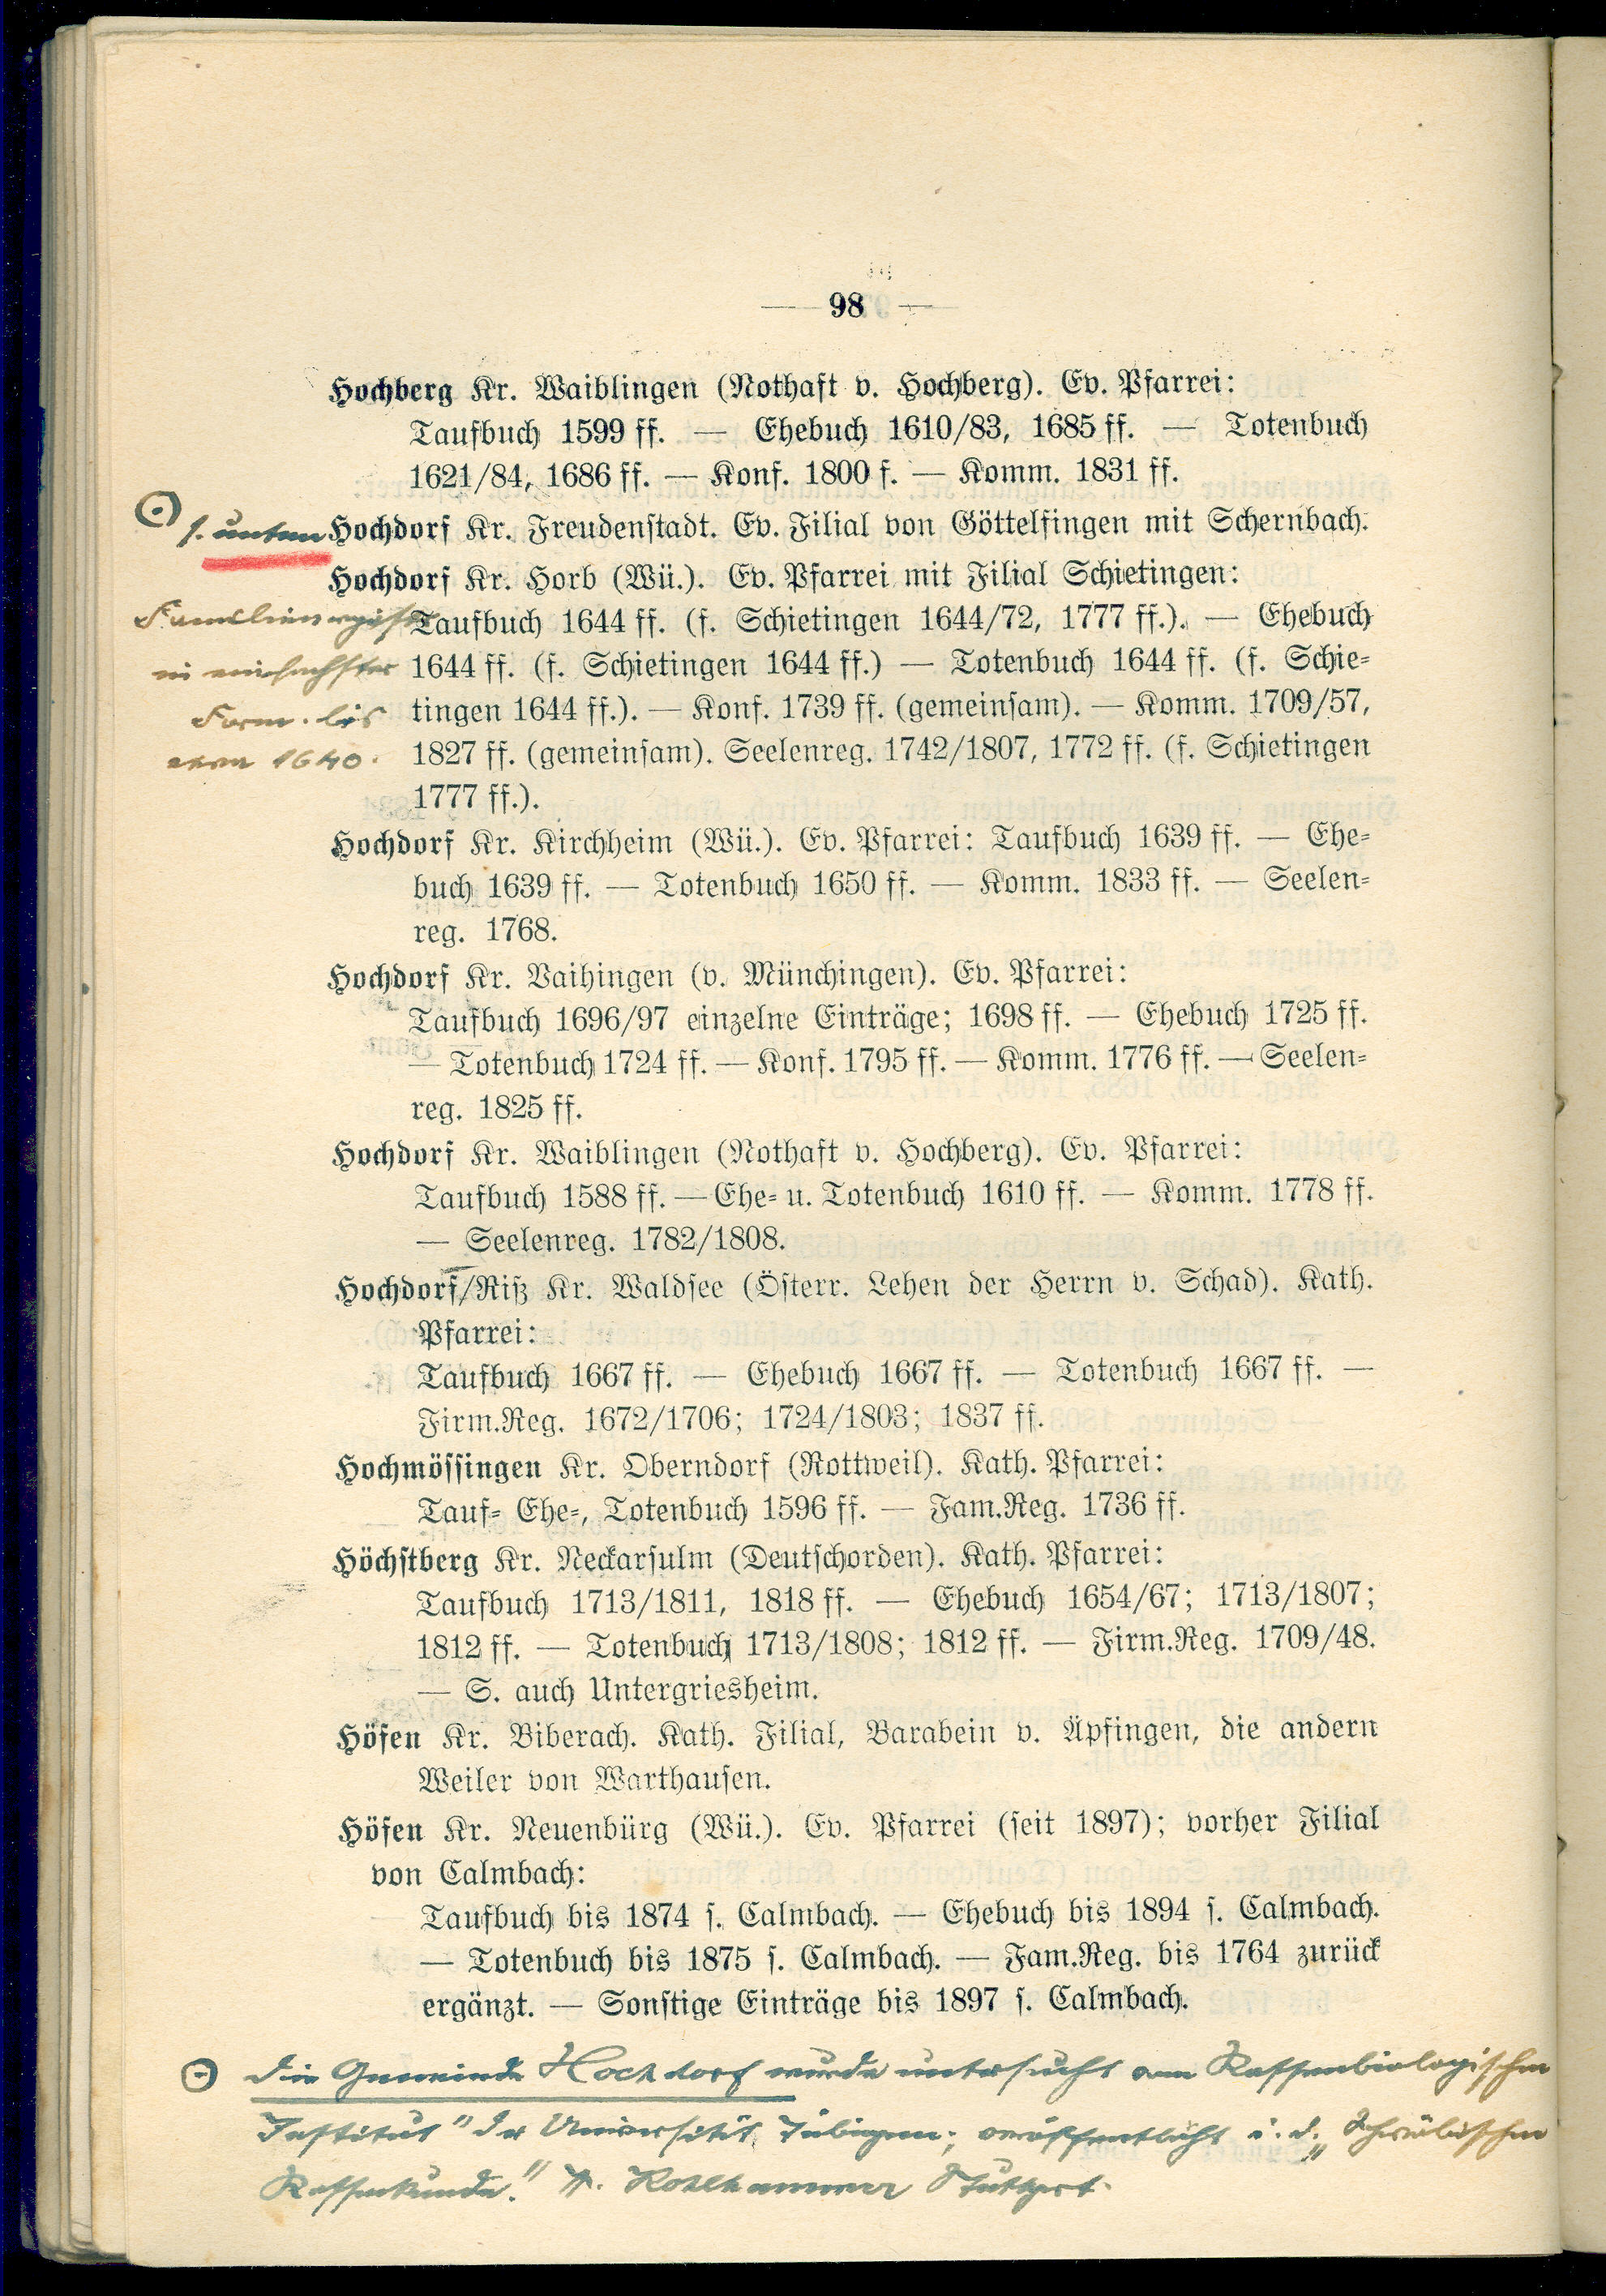 — 98 —
Hochberg Kr. Waiblingen (Nothaft v. Hochberg). Ev. Pfarrei:
Taufbuch 1599 ff. — Ehebuch 1610/83, 1685 ff. — Totenbuch
1621/84, 1686 ff. — Konf. 1800 f. — Komm. 1831 ff.
s. unten Hochdorf Kr. Freudenstadt. Ev. Filial von Göttelfingen mit Schernbach.
Hochdorf Kr. Horb (Wü.). Ev. Pfarrei mit Filial Schietingen:
Taufbuch 1644 ff. (f. Schietingen 1644/72, 1777 ff.). — Ehebuch
in einfachster 1644 ff. (f. Schietingen 1644 ff.) — Totenbuch 1644 ff. (f. Schie-
Form bis tingen 1644 ff.). — Konf. 1739 ff. (gemeinsam). — Komm. 1709/57,
1640. 1827 ff. (gemeinsam). Seelenreg. 1742/1807, 1772 ff. (f. Schietingen
1777 ff.).
Hochdorf Kr. Kirchheim (Wü.). Ev. Pfarrei: Taufbuch 1639 ff. — Ehe-
buch 1639 ff. — Totenbuch 1650 ff. — Komm. 1833 ff. — Seelen-
reg. 1768.
Hochdorf Kr. Vaihingen (v. Münchingen). Ev. Pfarrei:
Taufbuch 1696/97 einzelne Einträge; 1698 ff. — Ehebuch 1725 ff.
— Totenbuch 1724 ff. — Konf. 1795 ff. — Komm. 1776 ff. — Seelen-
reg. 1825 ff.
Hochdorf Kr. Waiblingen (Nothaft v. Hochberg). Ev. Pfarrei:
Taufbuch 1588 ff. — Ehe- u. Totenbuch 1610 ff. — Komm. 1778 ff.
— Seelenreg. 1782/1808.
Hochdorf/Riß Kr. Waldsee (Österr. Lehen der Herrn v. Schad). Kath.
Pfarrei:
Taufbuch 1667 ff. — Ehebuch 1667 ff. — Totenbuch 1667 ff. —
Firm.Reg. 1672/1706; 1724/1803; 1837 ff.
Hochmössingen Kr. Oberndorf (Rottweil). Kath. Pfarrei:
Tauf- Ehe-, Totenbuch 1596 ff. — Fam.Reg. 1736 ff.
Höchstberg Kr. Neckarsulm (Deutschorden). Kath. Pfarrei:
Taufbuch 1713/1811, 1818 ff. — Ehebuch 1654/67; 1713/1807;
1812 ff. — Totenbuch 1713/1808; 1812 ff. — Firm.Reg. 1709/48.
— S. auch Untergriesheim.
Höfen Kr. Biberach. Kath. Filial, Barabein v. Äpfingen, die andern
Weiler von Warthausen.
Höfen Kr. Neuenbürg (Wü.). Ev. Pfarrei (seit 1897); vorher Filial
von Calmbach:
Taufbuch bis 1874 s. Calmbach. — Ehebuch bis 1894 s. Calmbach.
— Totenbuch bis 1875 s. Calmbach. — Fam.Reg. bis 1764 zurück
ergänzt. — Sonstige Einträge bis 1897 s. Calmbach.
Die Gemeinde Hochdorf wurde untersucht vom Rassenbiologischen
Institut" der Universität Tübingen; veröffentlicht i. d. „Schwäbischen
Rassenkunde." Kohlhammer Stuttgart.